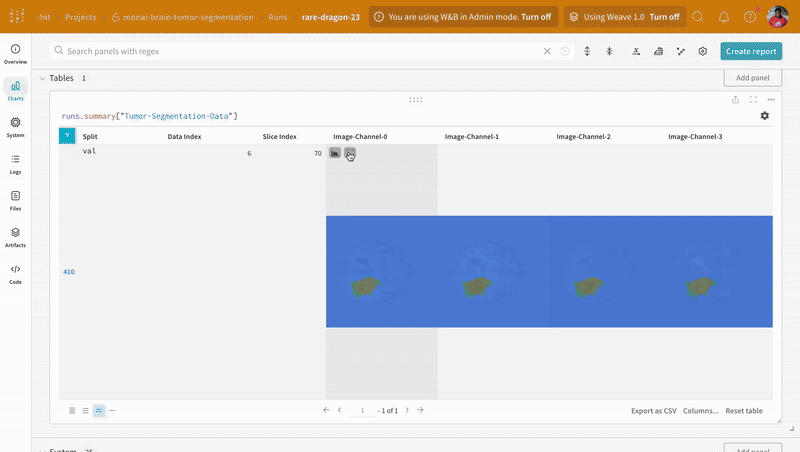 Projects
monai-brain-tumor-segmentation
Runs
rare-dragon-23
You are using W&B in Admin mode. Turn off
Using Weave 1.0 Turn off
Search panels with regex
Create report
Overview
Charts
System
Logs
Files
Artifacts
Code
Tables 1
Add panel
runs.summary["Tumor-Segmentation-Data"]
Split Data Index Slice Index Image-Channel-0 Image-Channel-1 Image-Channel-2 Image-Channel-3
val 6 70
410
1 - 1 of 1
Export as CSV Columns... Reset table
Add panel